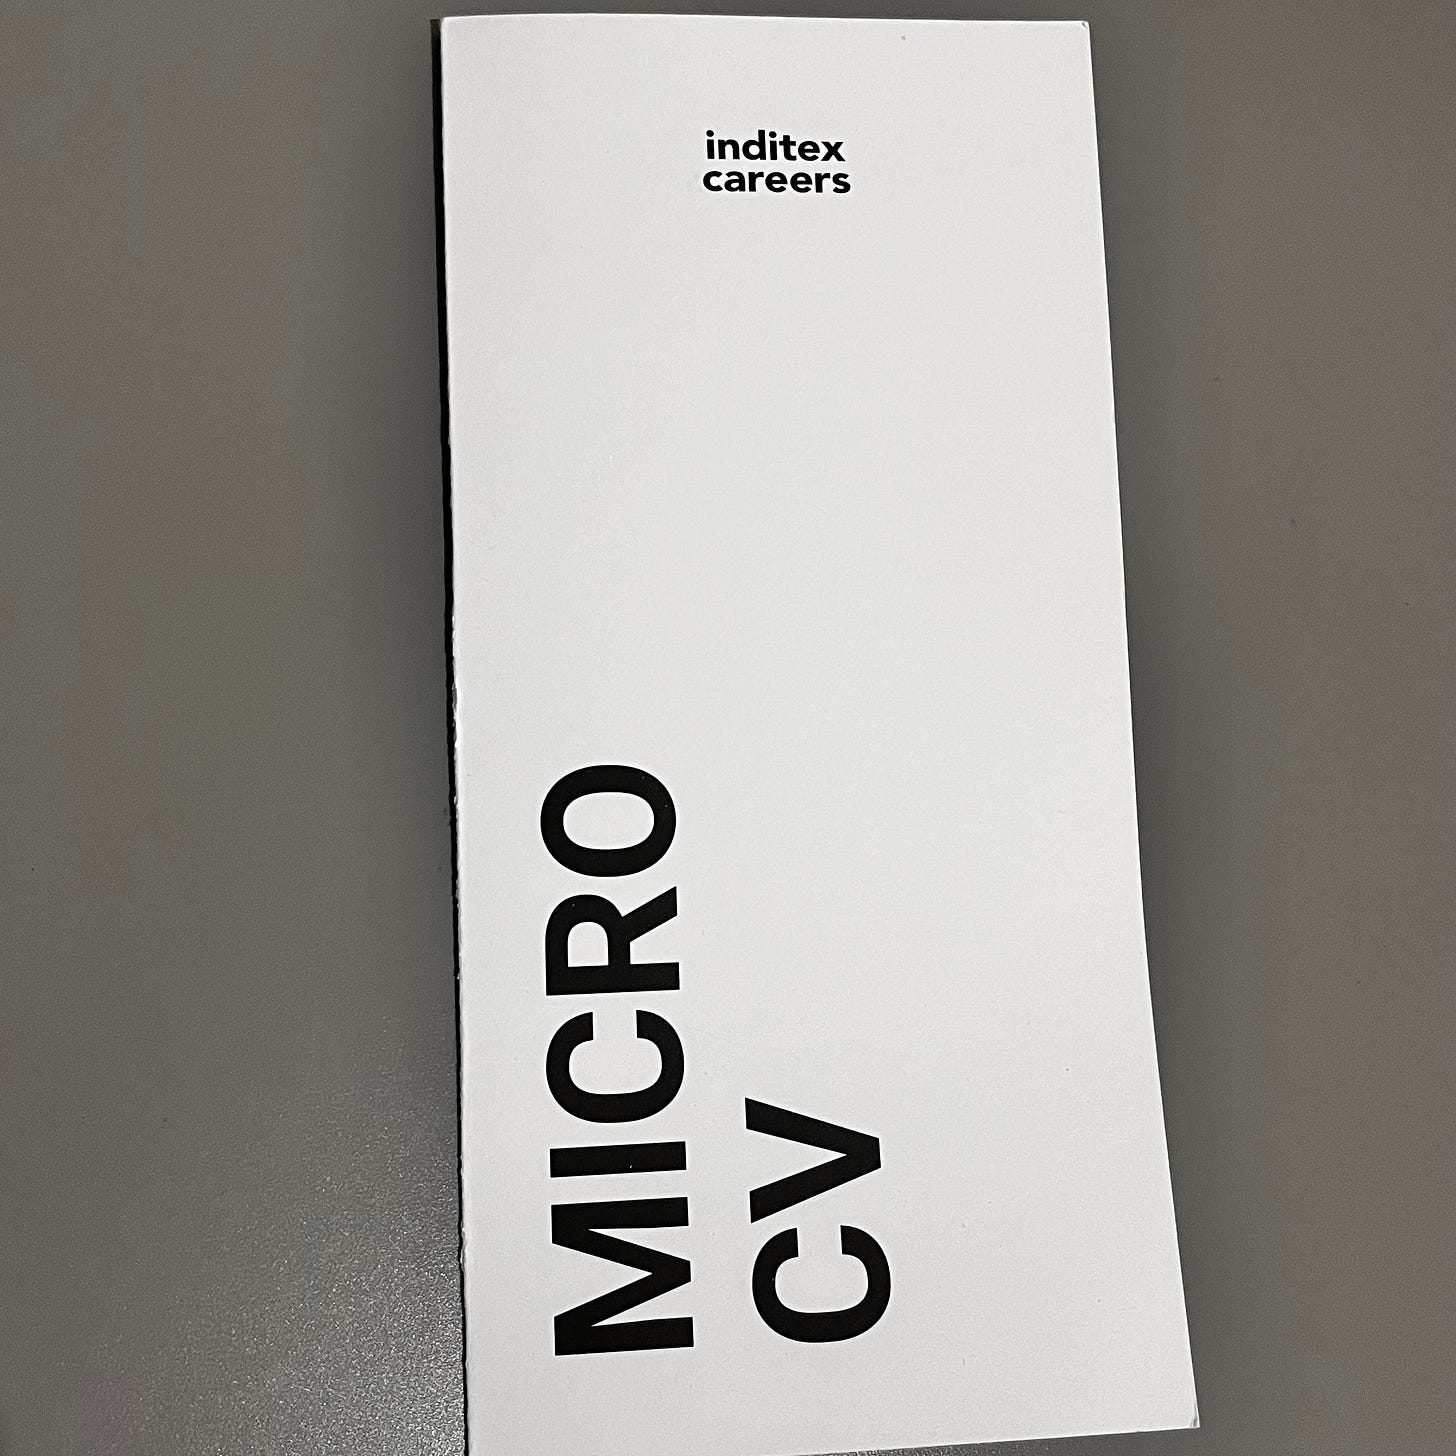 inditex
careers
MICRO
CV